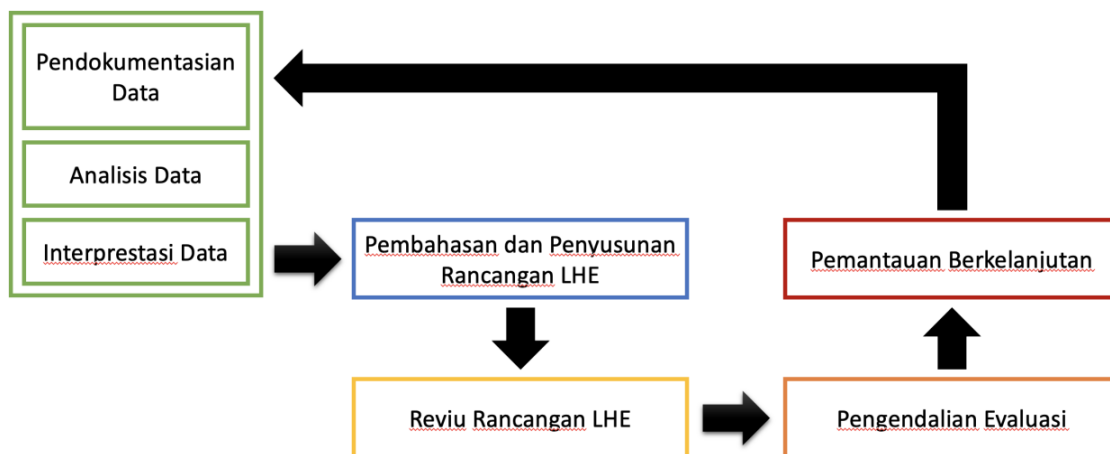 Pendokumentasian
Data
Analisis Data
Interprestasi Data
Pembahasan dan Penyusunan
Rancangan LHE
Reviu Rancangan LHE
Pengendalian Evaluasi
Pemantauan Berkelanjutan